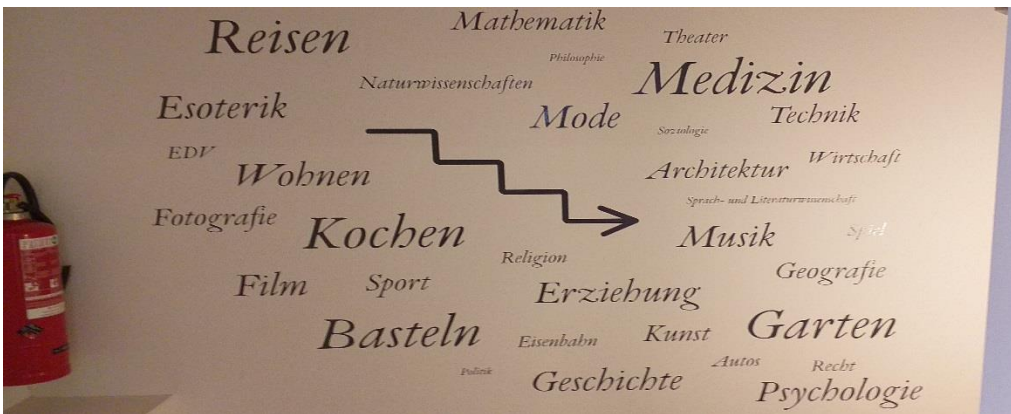 Mathematik
Reisen
Theater
Philosophie
Naturwissenschaften
Medizin
Esoterik
Mode
Technik
Soziologie
EDV
Wohnen
Architektur
Wirtschaft
Sprach- und Literaturwissenschaft
Fotografie
Kochen
Musik
Spiel
Religion
Geografie
Film
Sport
Erziehung
Basteln
Eisenbahn
Kunst
Garten
Autos
Recht
Politik
Geschichte
Psychologie